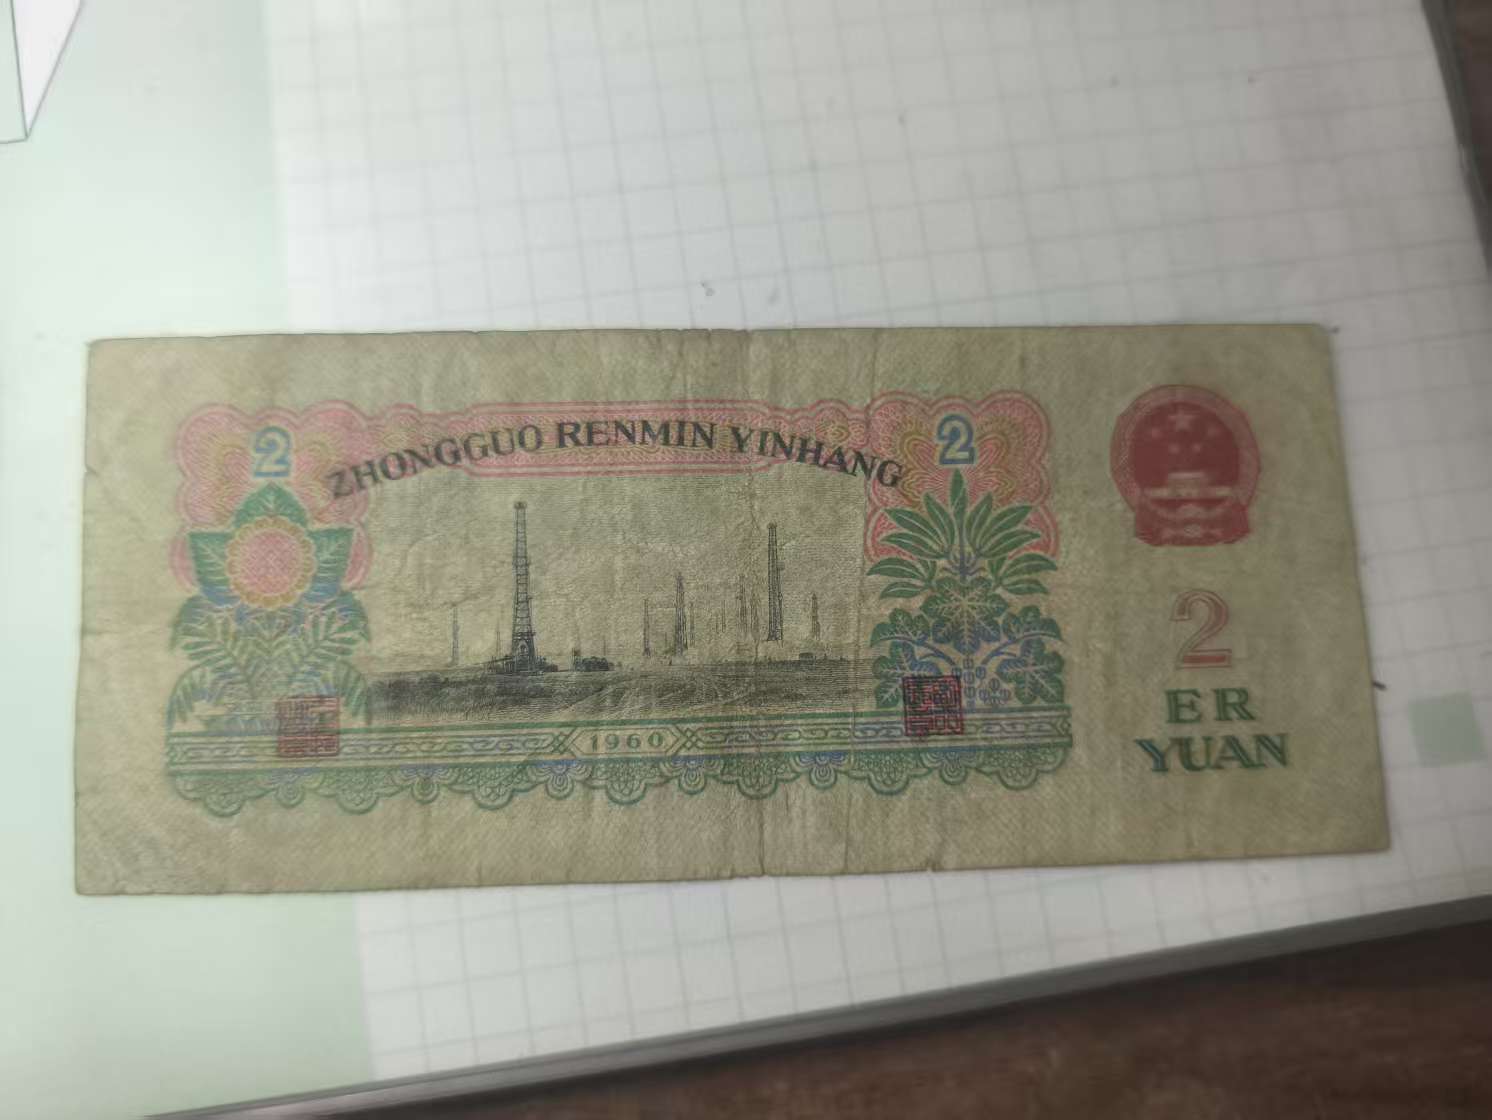 2
2
ZHONGGUO RENMIN YINHANG
2
ER
YUAN
1960